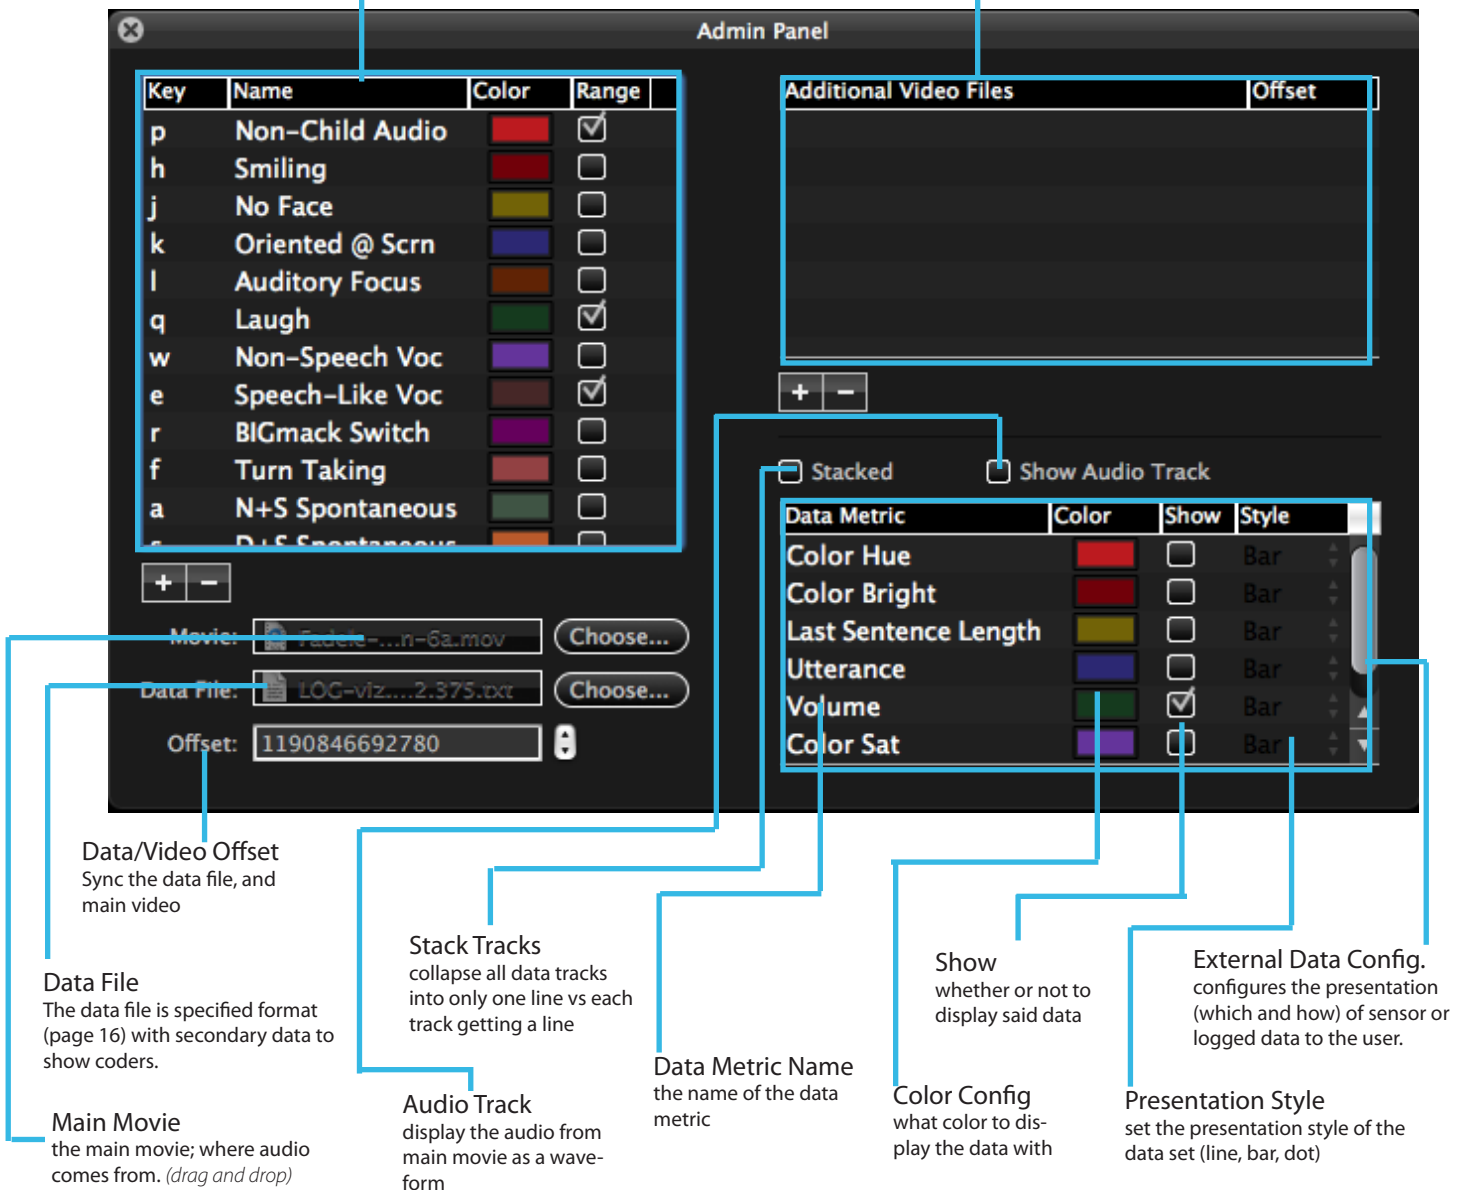 Admin Panel
Key Name Color Range
p Non-Child Audio
h Smiling
j No Face
k Oriented @ Scrn
l Auditory Focus
q Laugh
w Non-Speech Voc
e Speech-Like Voc
r BIGmack Switch
f Turn Taking
a N+S Spontaneous
s D+S Spontaneous
+ −
Movie: Fadele-...n-6a.mov Choose...
Data File: LOG-viz....2.375.txt Choose...
Offset: 1190846692780
Additional Video Files Offset
+ −
Stacked Show Audio Track
Data Metric Color Show Style
Color Hue Bar
Color Bright Bar
Last Sentence Length Bar
Utterance Bar
Volume Bar
Color Sat Bar
Data/Video Offset
Sync the data file, and
main video
Data File
The data file is specified format
(page 16) with secondary data to
show coders.
Main Movie
the main movie; where audio
comes from. (drag and drop)
Stack Tracks
collapse all data tracks
into only one line vs each
track getting a line
Audio Track
display the audio from
main movie as a wave-
form
Data Metric Name
the name of the data
metric
Color Config
what color to dis-
play the data with
Show
whether or not to
display said data
Presentation Style
set the presentation style of the
data set (line, bar, dot)
External Data Config.
configures the presentation
(which and how) of sensor or
logged data to the user.